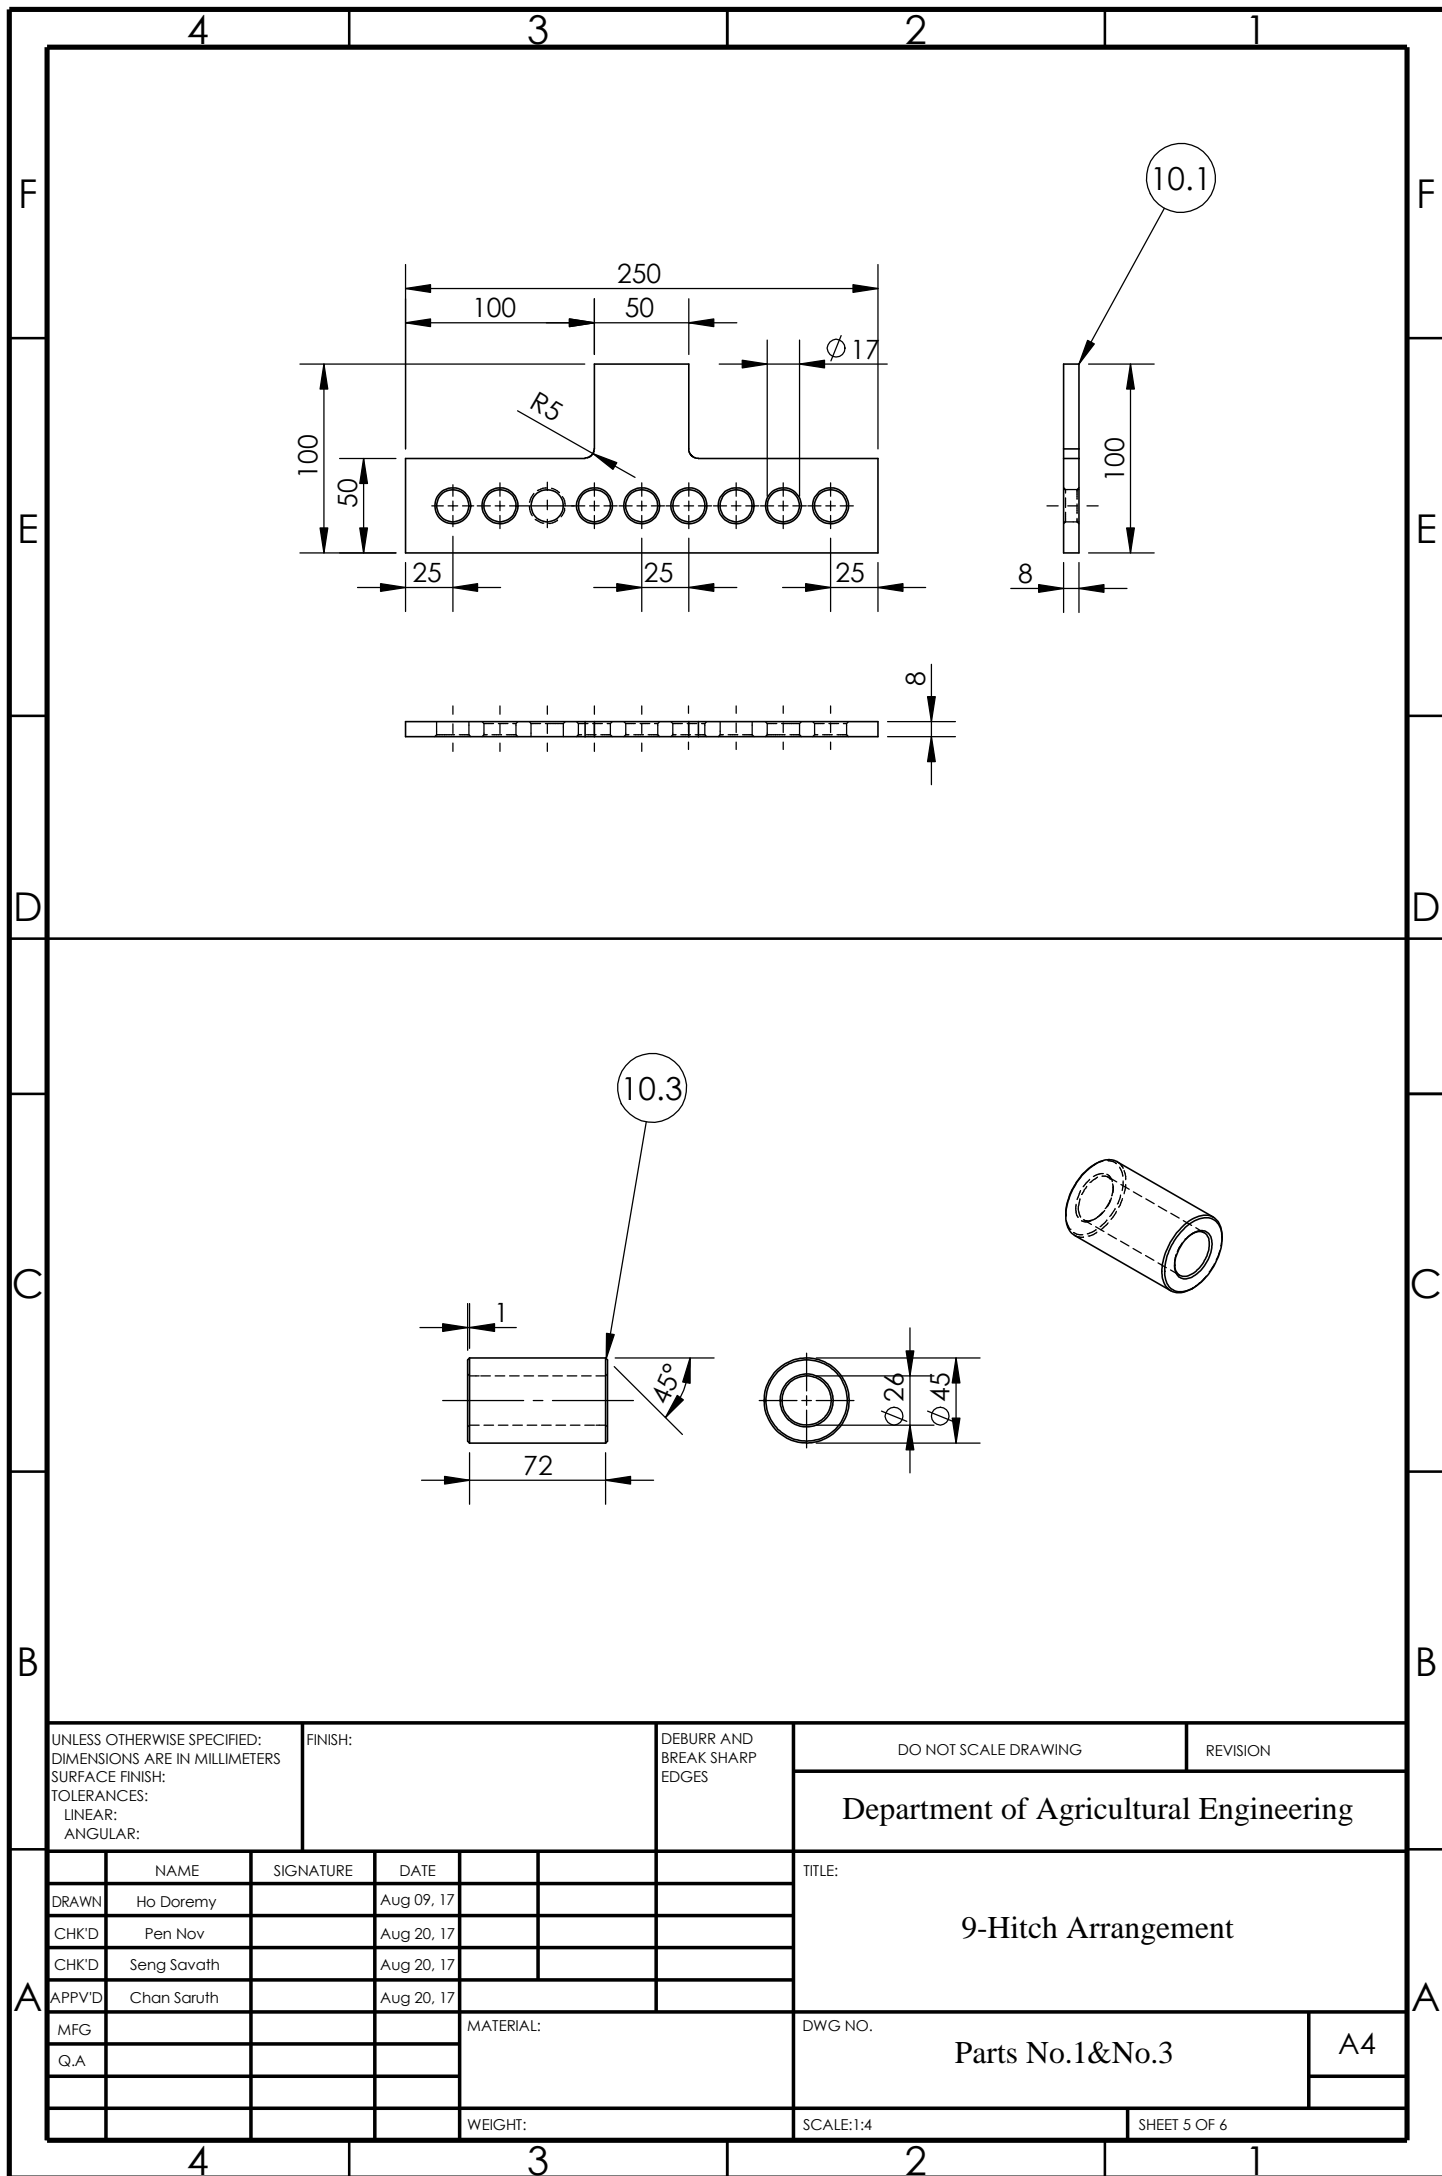 4 3 2 1
F F
10.1
250
100 50
⌀17
R5
100
50
100
E E
25 25 25
8
8
D D
10.3
C C
1
45°
⌀26
⌀45
72
B B
UNLESS OTHERWISE SPECIFIED:
DIMENSIONS ARE IN MILLIMETERS
SURFACE FINISH:
TOLERANCES:
LINEAR:
ANGULAR:
FINISH:
DEBURR AND
BREAK SHARP
EDGES
DO NOT SCALE DRAWING
REVISION
Department of Agricultural Engineering
NAME SIGNATURE DATE
DRAWN Ho Doremy Aug 09, 17
CHK'D Pen Nov Aug 20, 17
CHK'D Seng Savath Aug 20, 17
APPV'D Chan Saruth Aug 20, 17
MFG
Q.A
TITLE:
9-Hitch Arrangement
A A
MATERIAL:
DWG NO.
Parts No.1&No.3
A4
WEIGHT:
SCALE:1:4
SHEET 5 OF 6
4 3 2 1